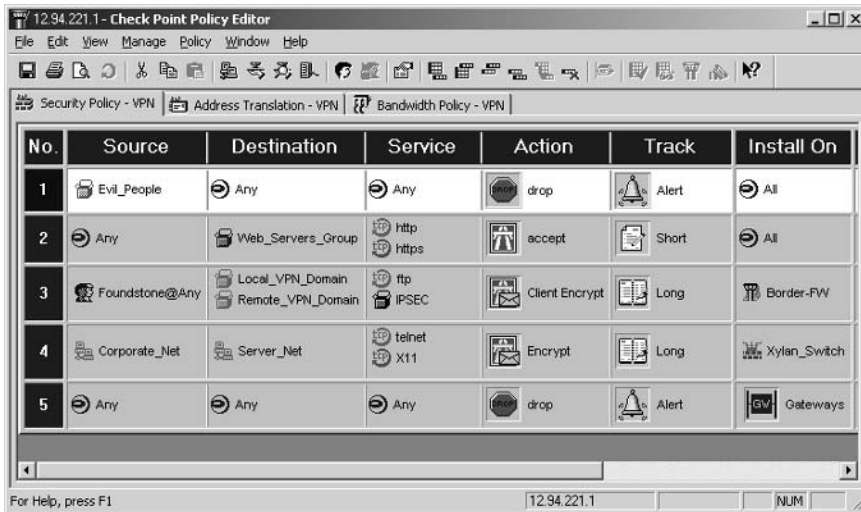 12.94.221.1 - Check Point Policy Editor
File Edit View Manage Policy Window Help
Security Policy - VPN Address Translation - VPN Bandwidth Policy - VPN
No. Source Destination Service Action Track Install On
1 Evil_People Any Any drop Alert All
2 Any Web_Servers_Group http https accept Short All
3 Foundstone@Any Local_VPN_Domain Remote_VPN_Domain ftp IPSEC Client Encrypt Long Border-FW
4 Corporate_Net Server_Net telnet X11 Encrypt Long Xylan_Switch
5 Any Any Any drop Alert GW Gateways
For Help, press F1 12.94.221.1 NUM